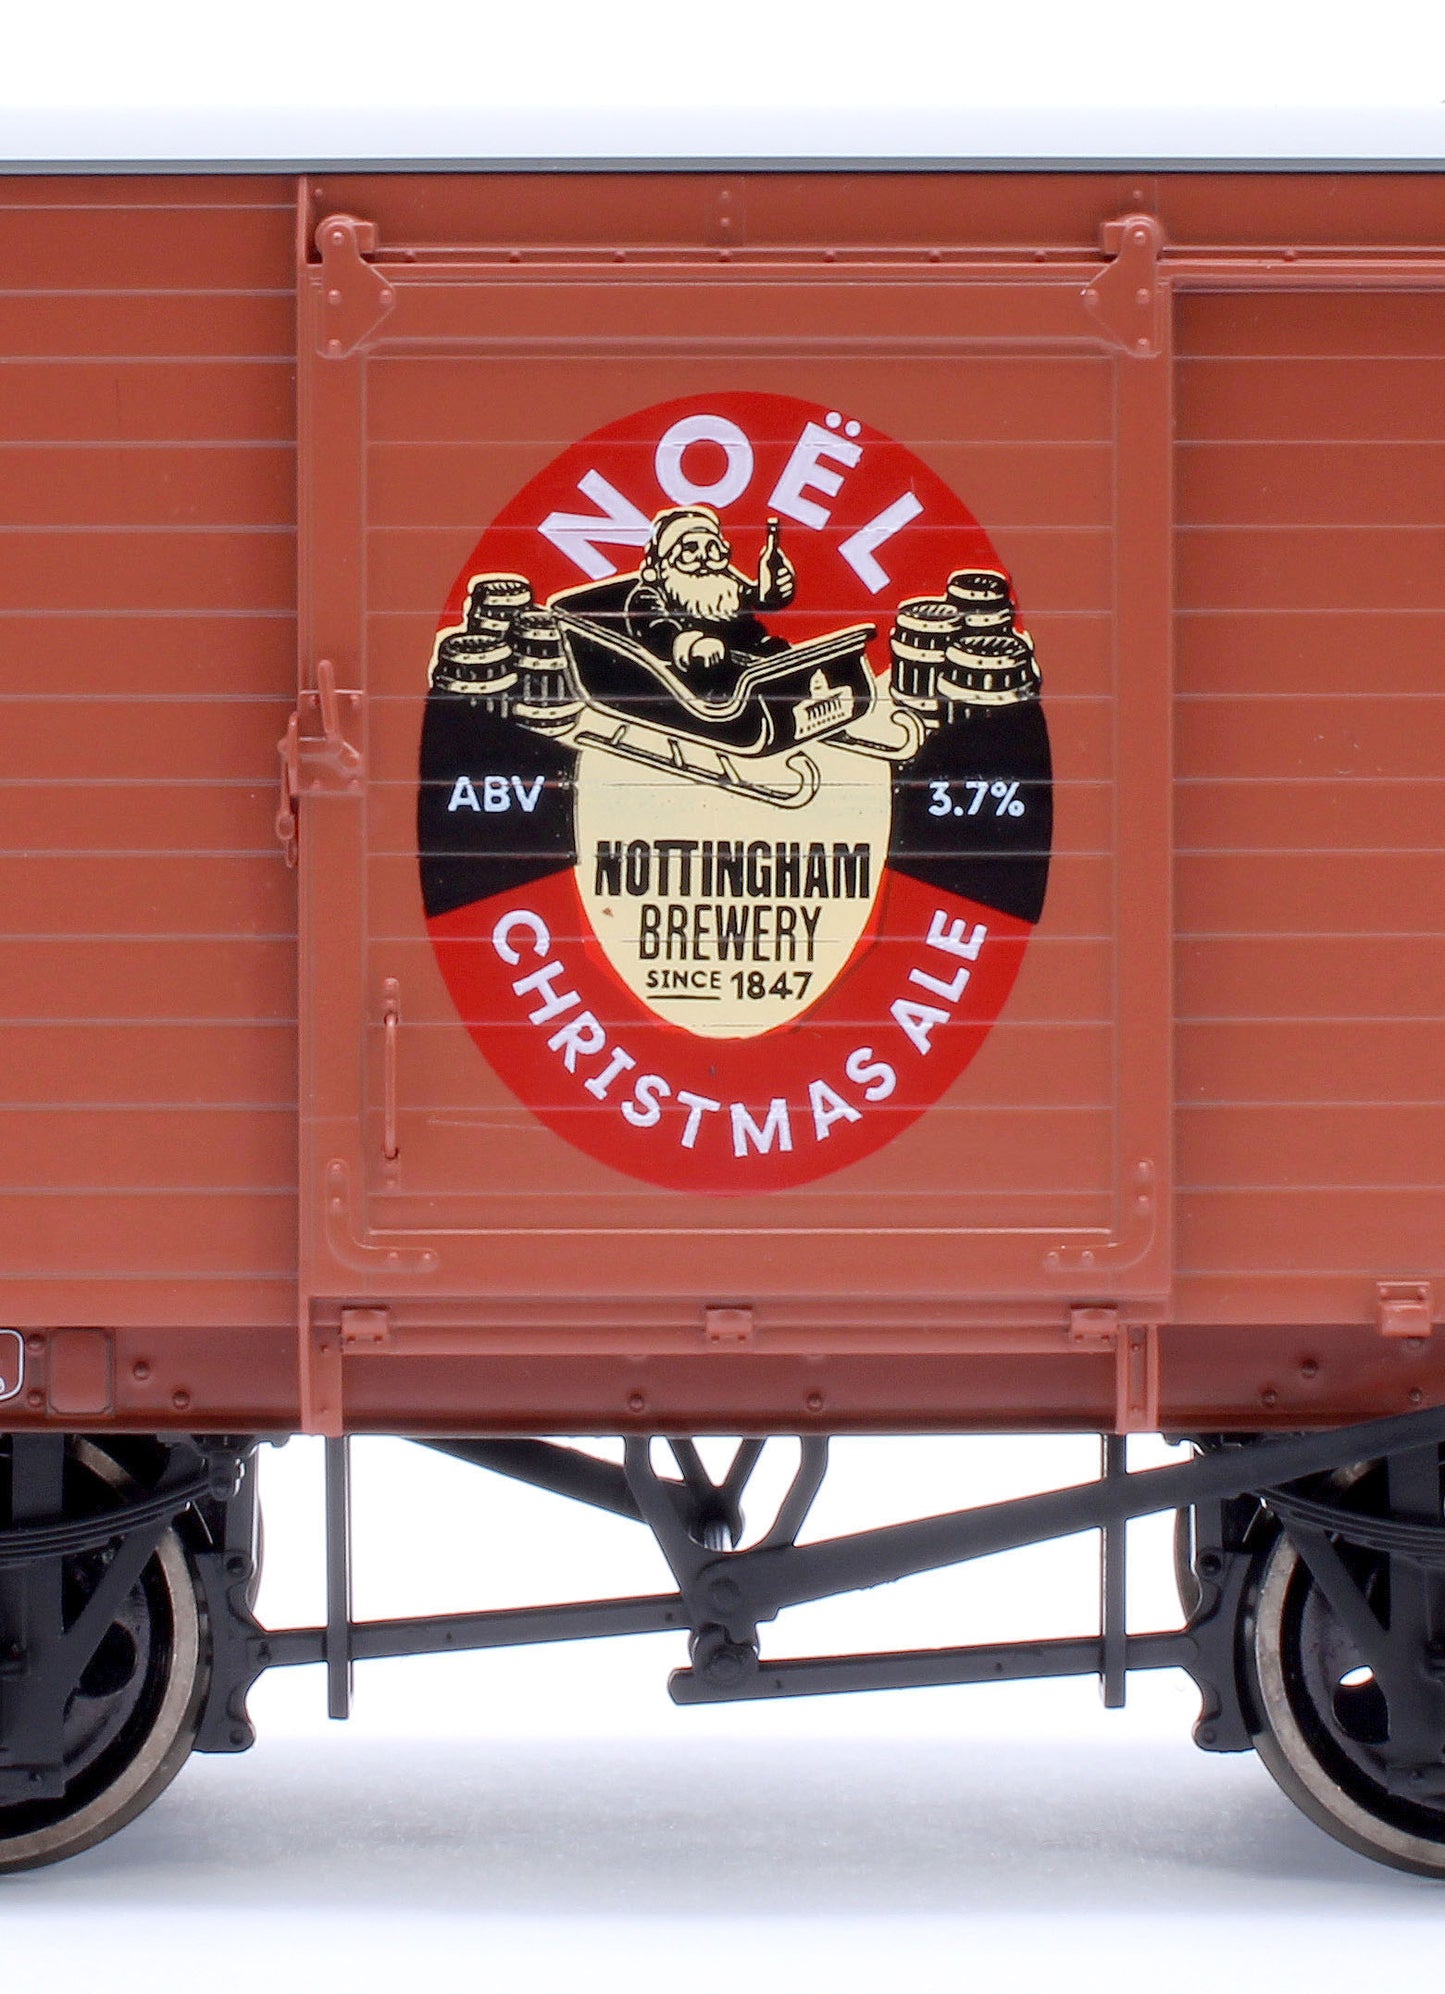 NOËL
ABV 3.7%
NOTTINGHAM
BREWERY
SINCE 1847
CHRISTMAS ALE